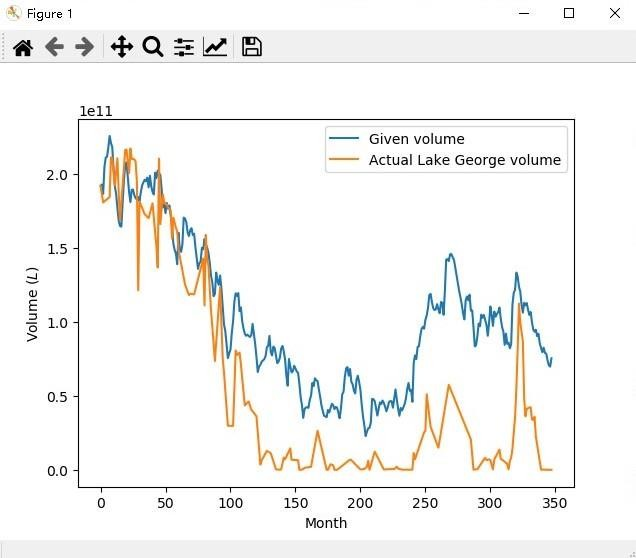 Figure 1
1e11
Given volume
Actual Lake George volume
2.0
1.5
1.0
0.5
0.0
Volume (L)
0 50 100 150 200 250 300 350
Month